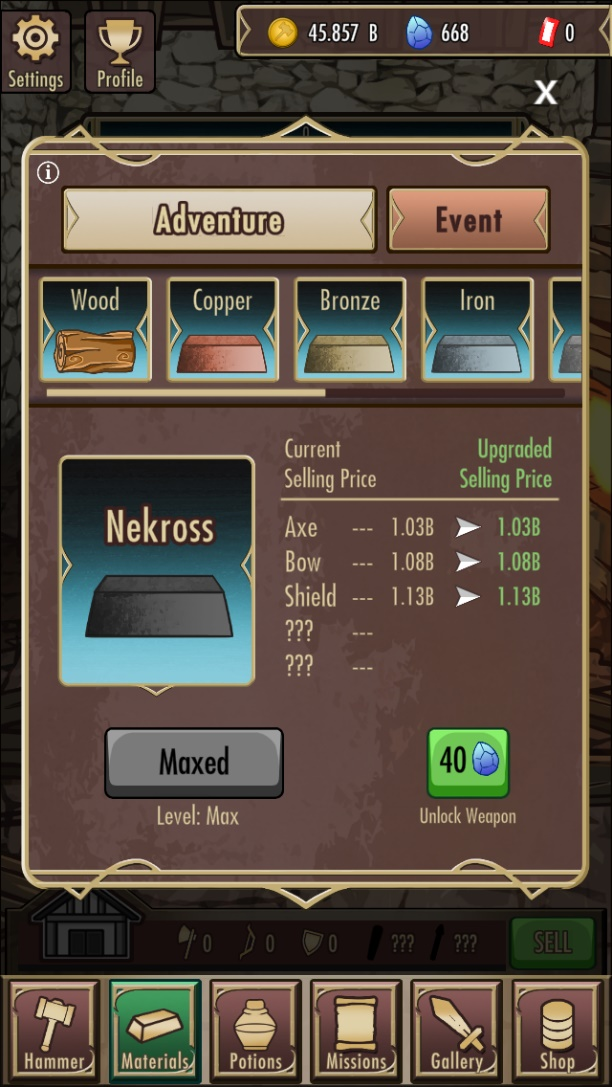 45.857 B
668
0
Settings
Profile
X
i
Adventure
Event
Wood
Copper
Bronze
Iron
Current
Selling Price
Upgraded
Selling Price
Nekross
Axe --- 1.03B 1.03B
Bow --- 1.08B 1.08B
Shield --- 1.13B 1.13B
??? ---
??? ---
Maxed
40
Level: Max
Unlock Weapon
0 0 0 ??? ??? SELL
Hammer
Materials
Potions
Missions
Gallery
Shop